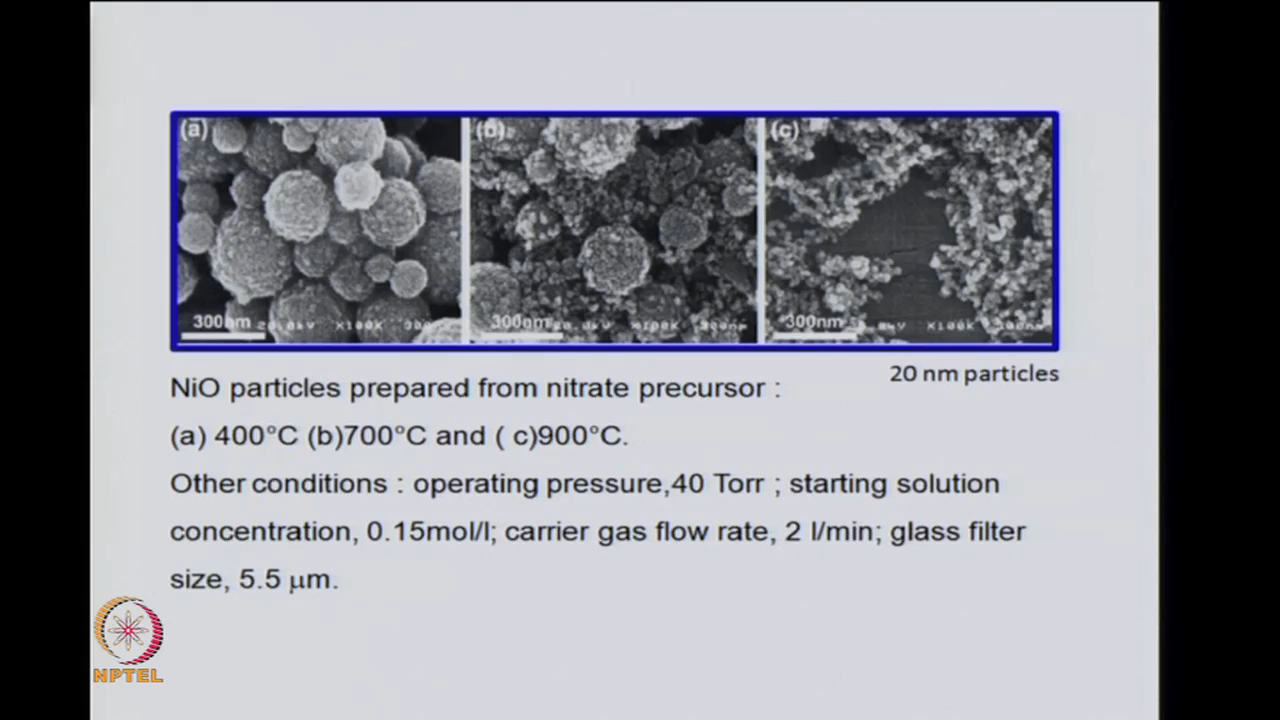 (a) (b) (c)
300nm 300nm 300nm
20 nm particles
NiO particles prepared from nitrate precursor :
(a) 400°C (b)700°C and ( c)900°C.
Other conditions : operating pressure,40 Torr ; starting solution
concentration, 0.15mol/l; carrier gas flow rate, 2 l/min; glass filter
size, 5.5 μm.
NPTEL